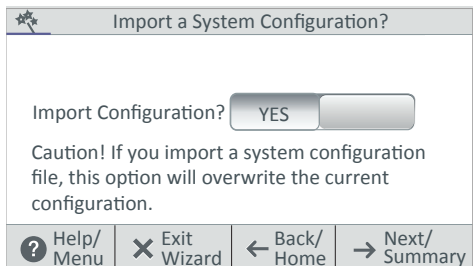 Import a System Configuration?
Import Configuration? YES
Caution! If you import a system configuration
file, this option will overwrite the current
configuration.
Help/ Exit Back/ Next/
Menu Wizard Home Summary